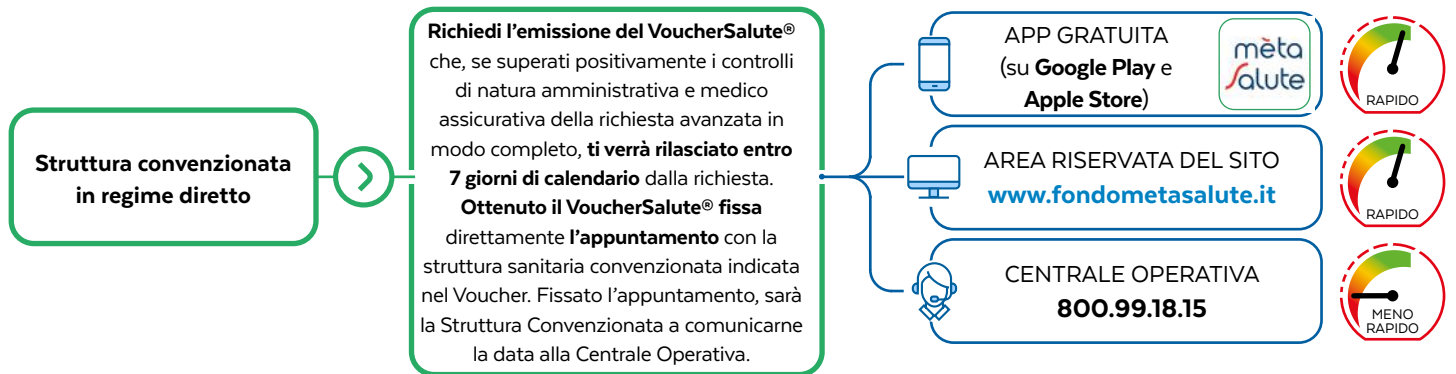 Struttura convenzionata
in regime diretto
Richiedi l’emissione del VoucherSalute®
che, se superati positivamente i controlli
di natura amministrativa e medico
assicurativa della richiesta avanzata in
modo completo, ti verrà rilasciato entro
7 giorni di calendario dalla richiesta.
Ottenuto il VoucherSalute® fissa
direttamente l’appuntamento con la
struttura sanitaria convenzionata indicata
nel Voucher. Fissato l’appuntamento, sarà
la Struttura Convenzionata a comunicarne
la data alla Centrale Operativa.
APP GRATUITA
(su Google Play e
Apple Store)
mèta
Salute
RAPIDO
AREA RISERVATA DEL SITO
www.fondometasalute.it
RAPIDO
CENTRALE OPERATIVA
800.99.18.15
MENO
RAPIDO